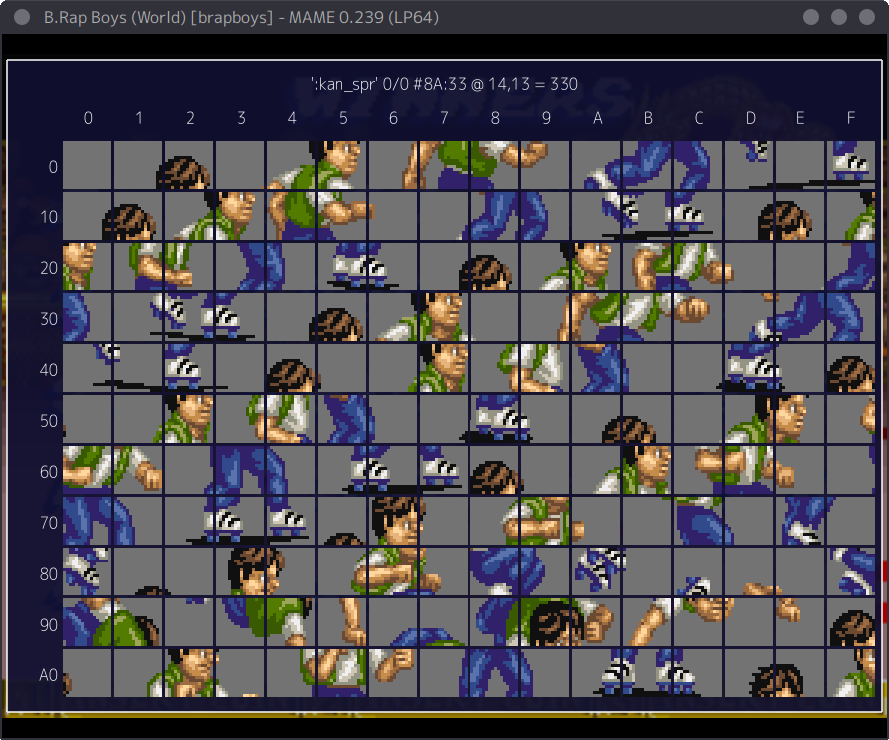 B.Rap Boys (World) [brapboys] - MAME 0.239 (LP64)
':kan_spr' 0/0 #8A:33 @ 14,13 = 330
WINNERS
0 1 2 3 4 5 6 7 8 9 A B C D E F
0
10
20
30
40
50
60
70
80
90
A0